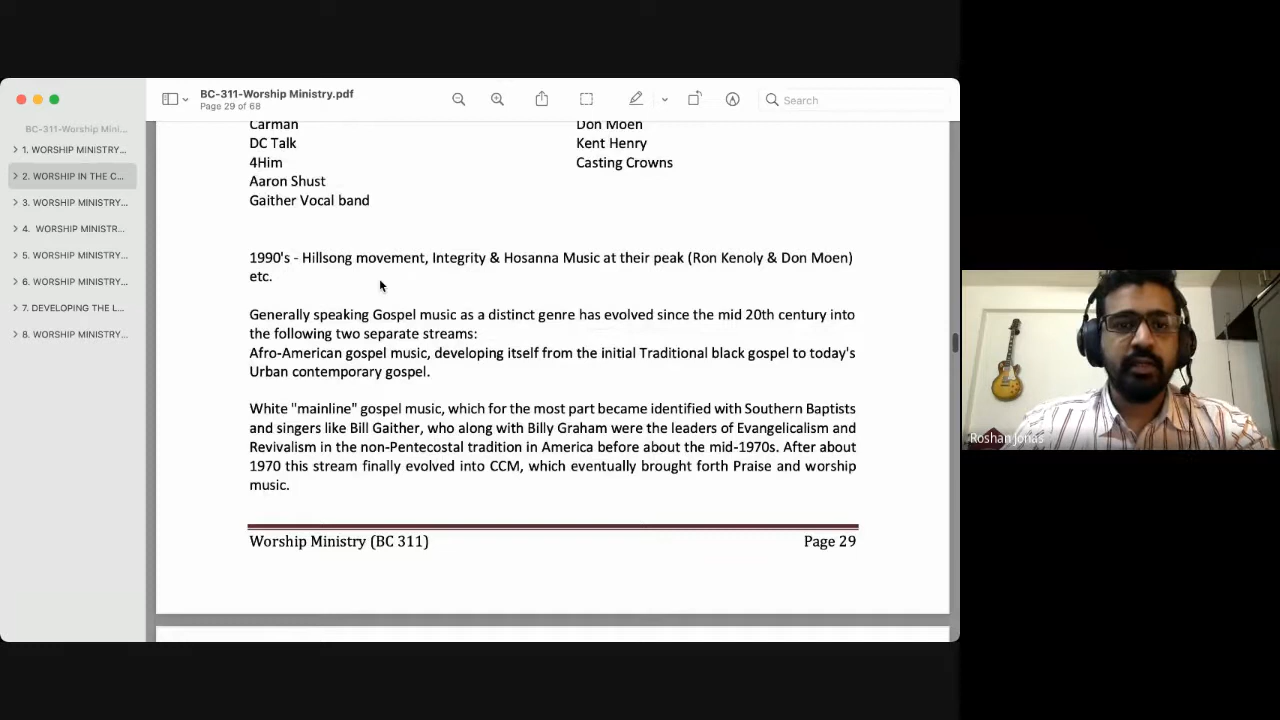 BC-311-Worship Ministry.pdf
Page 29 of 68
Search
BC-311-Worship Mini...
1. WORSHIP MINISTRY...
2. WORSHIP IN THE C...
3. WORSHIP MINISTRY...
4. WORSHIP MINISTR...
5. WORSHIP MINISTRY...
6. WORSHIP MINISTRY...
7. DEVELOPING THE L...
8. WORSHIP MINISTRY...
Carman
DC Talk
4Him
Aaron Shust
Gaither Vocal band
Don Moen
Kent Henry
Casting Crowns
1990's - Hillsong movement, Integrity & Hosanna Music at their peak (Ron Kenoly & Don Moen)
etc.
Generally speaking Gospel music as a distinct genre has evolved since the mid 20th century into
the following two separate streams:
Afro-American gospel music, developing itself from the initial Traditional black gospel to today's
Urban contemporary gospel.
White "mainline" gospel music, which for the most part became identified with Southern Baptists
and singers like Bill Gaither, who along with Billy Graham were the leaders of Evangelicalism and
Revivalism in the non-Pentecostal tradition in America before about the mid-1970s. After about
1970 this stream finally evolved into CCM, which eventually brought forth Praise and worship
music.
Worship Ministry (BC 311)
Page 29
Roshan Jonas